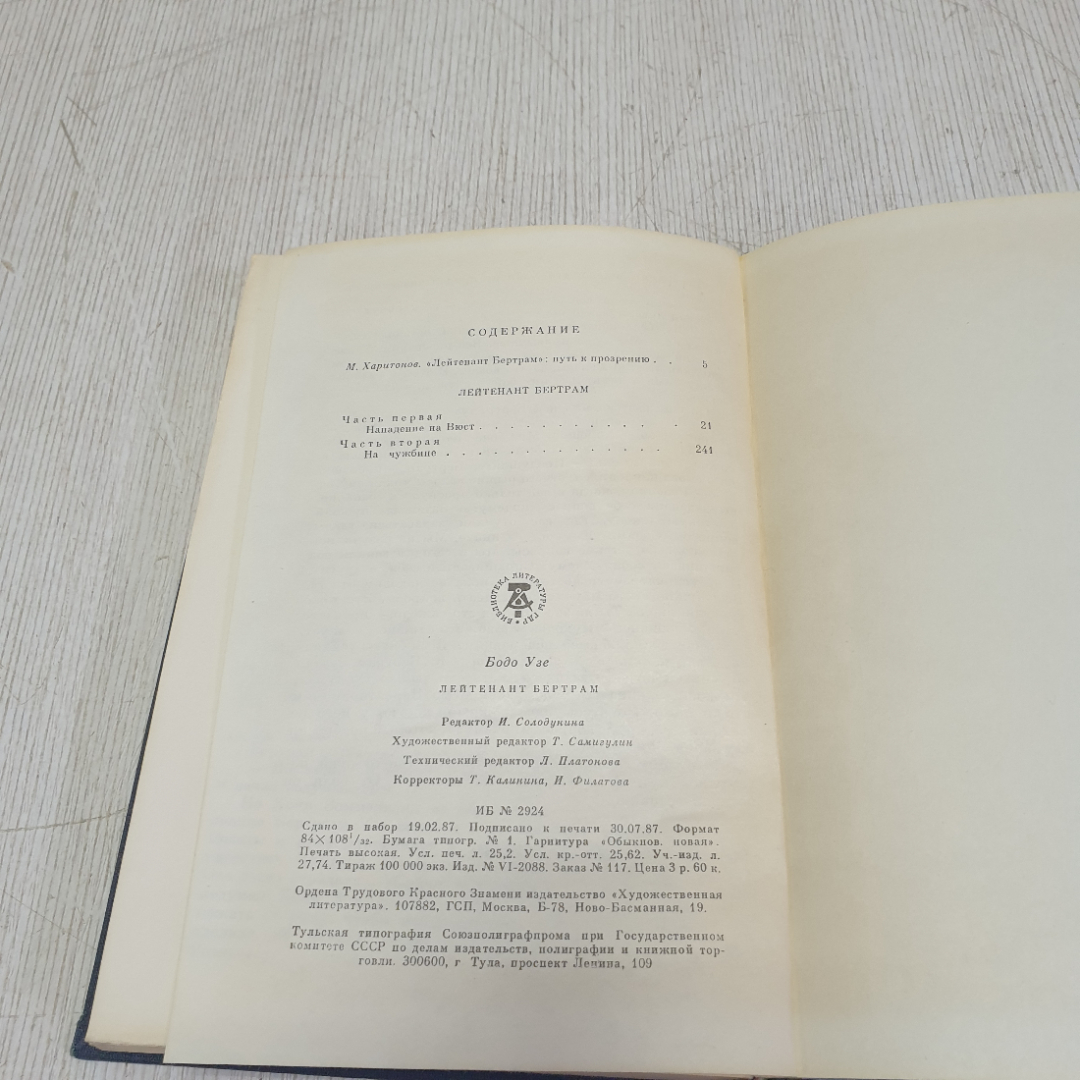 СОДЕРЖАНИЕ
М. Харитонов. «Лейтенант Бертрам»: путь к прозрению . . 5
ЛЕЙТЕНАНТ БЕРТРАМ
Часть первая
Нападение на Вюст . . . . . . . . . . . 21
Часть вторая
На чужбине . . . . . . . . . . . . . 241
БИБЛИОТЕКА ЛИТЕРАТУРЫ ГДР
Бодо Узе
ЛЕЙТЕНАНТ БЕРТРАМ
Редактор И. Солодунина
Художественный редактор Т. Самигулин
Технический редактор Л. Платонова
Корректоры Т. Калинина, И. Филатова
ИБ № 2924
Сдано в набор 19.02.87. Подписано к печати 30.07.87. Формат
84×108¹/₃₂. Бумага типогр. № 1. Гарнитура «Обыкнов. новая».
Печать высокая. Усл. печ. л. 25,2. Усл. кр.-отт. 25,62. Уч.-изд. л.
27,74. Тираж 100 000 экз. Изд. № VI-2088. Заказ № 117. Цена 3 р. 60 к.
Ордена Трудового Красного Знамени издательство «Художественная
литература». 107882, ГСП, Москва, Б-78, Ново-Басманная, 19.
Тульская типография Союзполиграфпрома при Государственном
комитете СССР по делам издательств, полиграфии и книжной тор-
говли. 300600, г Тула, проспект Ленина, 109